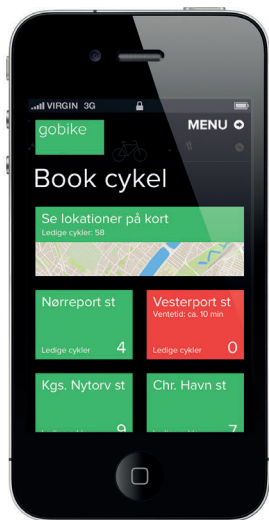 VIRGIN 3G
gobike
MENU
Book cykel
Se lokationer på kort
Ledige cykler: 58
Nørreport st
Ledige cykler 4
Vesterport st
Ventetid: ca. 10 min
Ledige cykler 0
Kgs. Nytorv st
9
Chr. Havn st
7